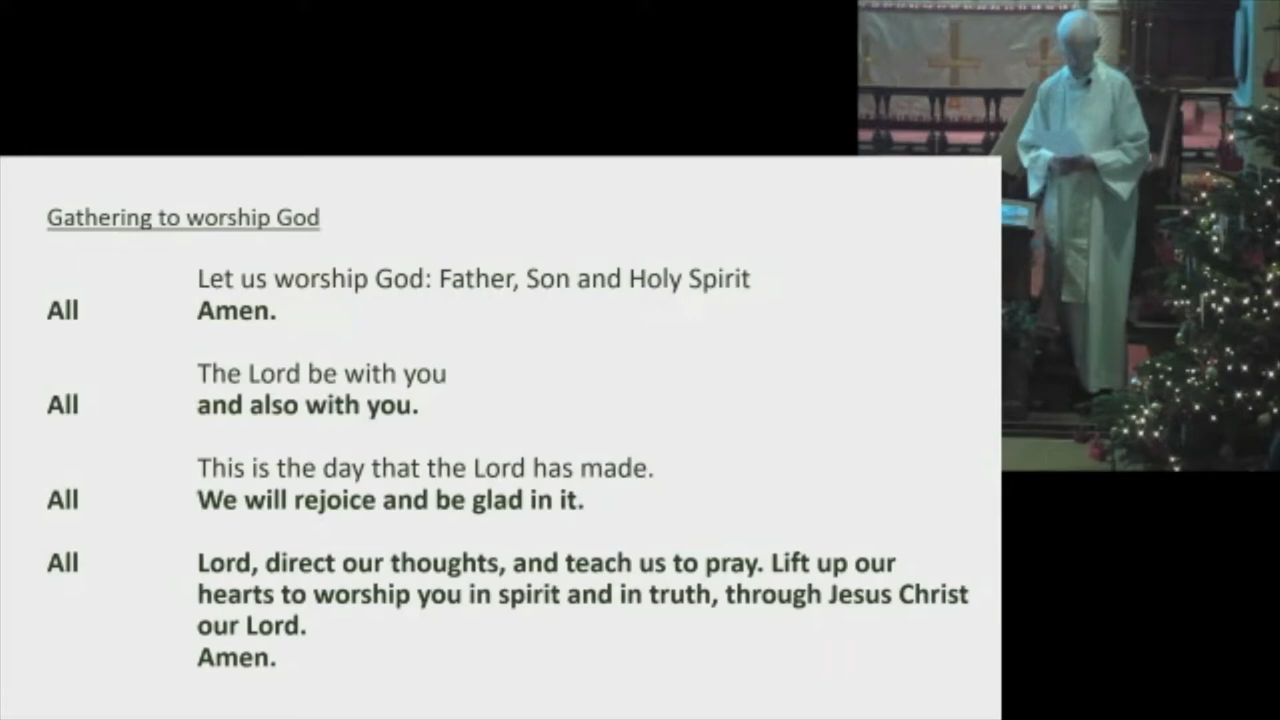 Gathering to worship God
Let us worship God: Father, Son and Holy Spirit
All Amen.
The Lord be with you
All and also with you.
This is the day that the Lord has made.
All We will rejoice and be glad in it.
All Lord, direct our thoughts, and teach us to pray. Lift up our
hearts to worship you in spirit and in truth, through Jesus Christ
our Lord.
Amen.